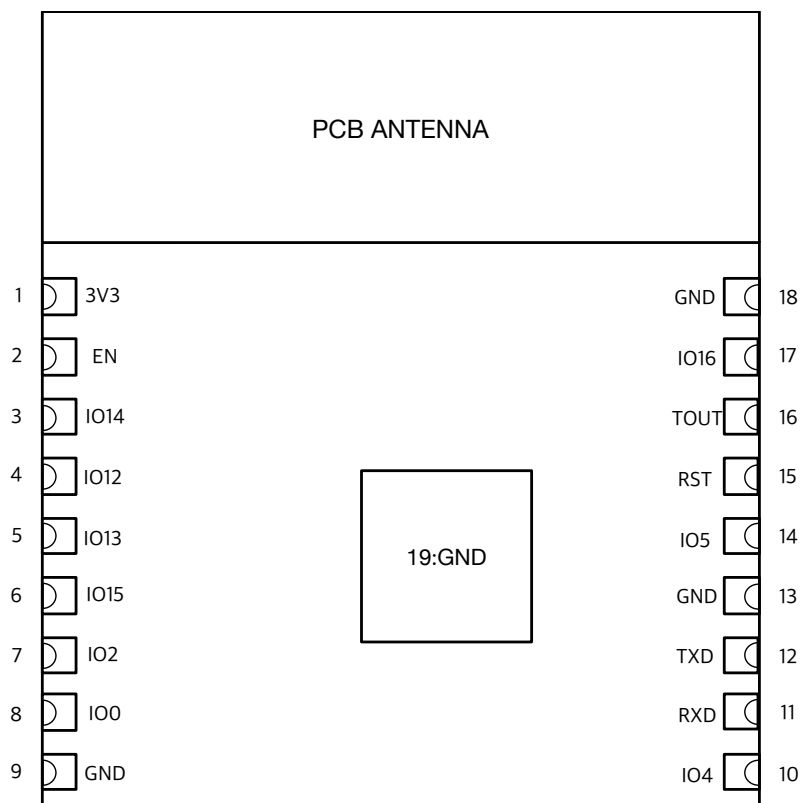 PCB ANTENNA
1 3V3 GND 18
2 EN IO16 17
3 IO14 TOUT 16
4 IO12 RST 15
5 IO13 IO5 14
19:GND
6 IO15 GND 13
7 IO2 TXD 12
8 IO0 RXD 11
9 GND IO4 10